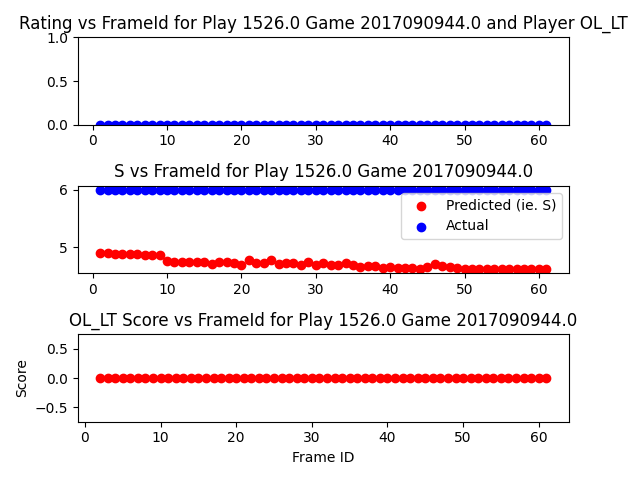 Rating vs FrameId for Play 1526.0 Game 2017090944.0 and Player OL_LT
1.0
0.5
0.0
0 10 20 30 40 50 60
S vs FrameId for Play 1526.0 Game 2017090944.0
6
5
Predicted (ie. S)
Actual
0 10 20 30 40 50 60
OL_LT Score vs FrameId for Play 1526.0 Game 2017090944.0
Score
0.5
0.0
−0.5
0 10 20 30 40 50 60
Frame ID